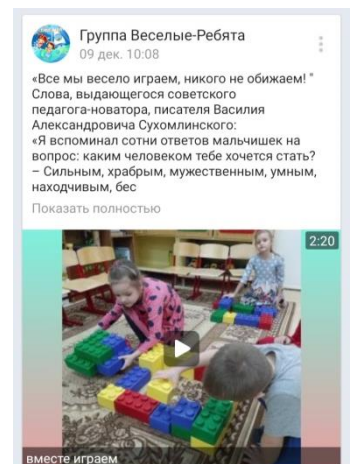 Группа Веселые-Ребята
09 дек. 10:08
«Все мы весело играем, никого не обижаем! "
Слова, выдающегося советского
педагога-новатора, писателя Василия
Александровича Сухомлинского:
«Я вспоминал сотни ответов мальчишек на
вопрос: каким человеком тебе хочется стать?
– Сильным, храбрым, мужественным, умным,
находчивым, бес
Показать полностью
2:20
вместе играем